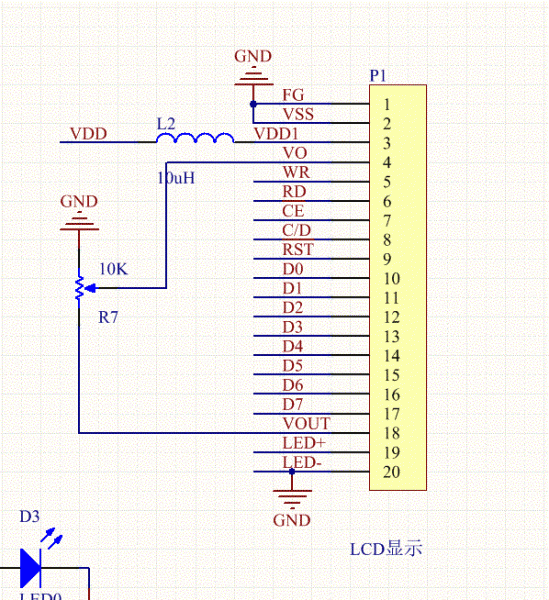 GND
P1
FG 1
VSS 2
VDD L2 VDD1 3
VO 4
10uH WR 5
RD 6
GND CE 7
C/D 8
RST 9
10K D0 10
D1 11
R7 D2 12
D3 13
D4 14
D5 15
D6 16
D7 17
VOUT 18
LED+ 19
LED- 20
GND
D3
LCD显示
LED0